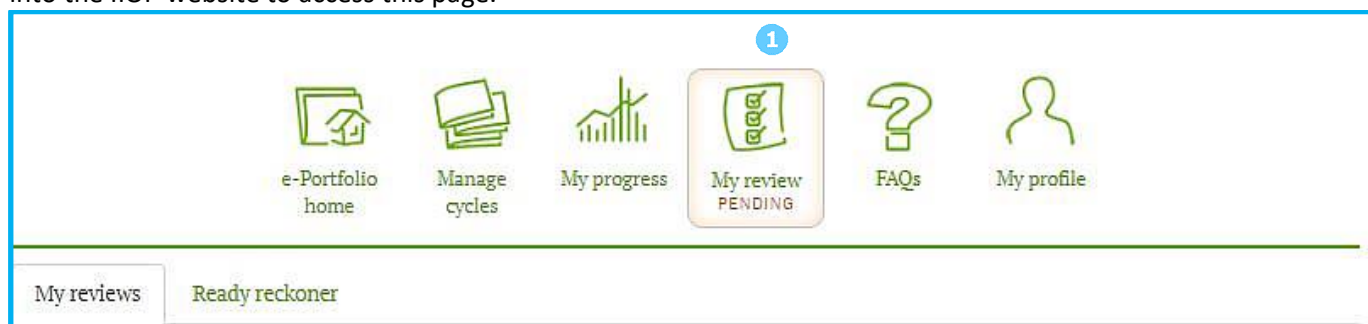 into the IIOP website to access this page.
1
e-Portfolio
home
Manage
cycles
My progress
My review
PENDING
FAQs
My profile
My reviews
Ready reckoner